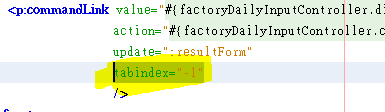 <p:commandLink value="#{factoryDailyInputController.di
action="#{factoryDailyInputController.c
update=":resultForm"
tabindex="-1"
/>